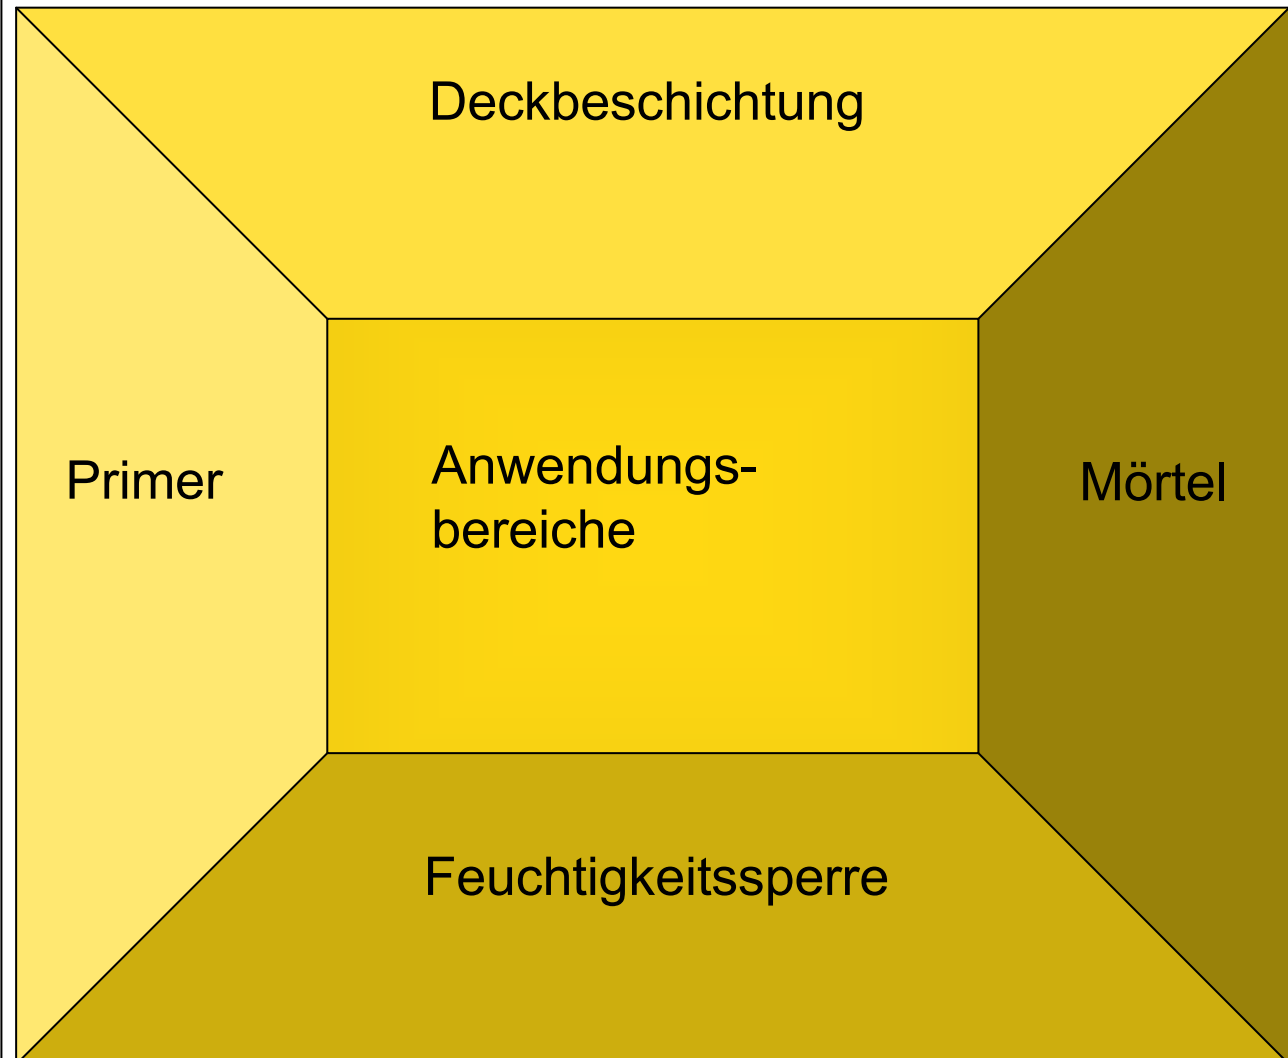 Deckbeschichtung
Primer
Anwendungs-
bereiche
Mörtel
Feuchtigkeitssperre